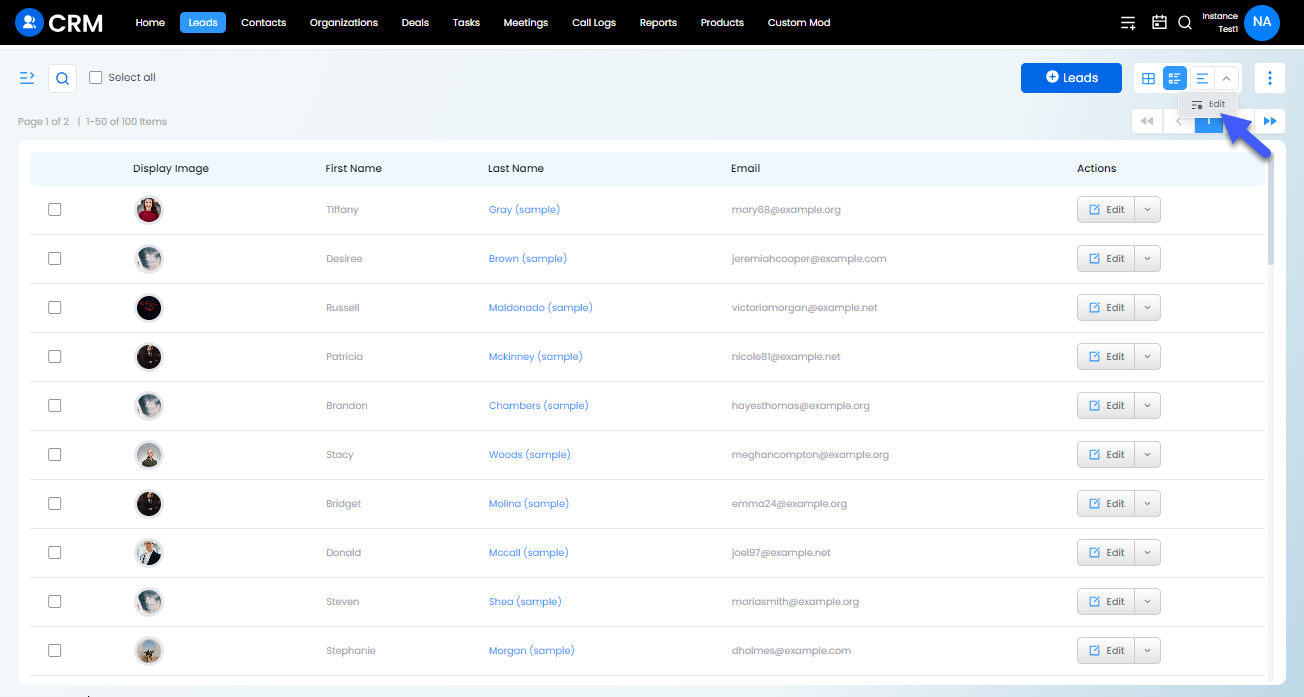 CRM Home Leads Contacts Organizations Deals Tasks Meetings Call Logs Reports Products Custom Mod Instance NA
Test1
Select all Leads
Edit
Page 1 of 2 | 1-50 of 100 Items 1
Display Image First Name Last Name Email Actions
Tiffany Gray (sample) mary68@example.org Edit
Desiree Brown (sample) jeremiahcooper@example.com Edit
Russell Maldonado (sample) victoriamorgan@example.net Edit
Patricia Mckinney (sample) nicole81@example.net Edit
Brandon Chambers (sample) hayesthomas@example.org Edit
Stacy Woods (sample) meghancompton@example.org Edit
Bridget Molina (sample) emma24@example.org Edit
Donald Mccall (sample) joel97@example.net Edit
Steven Shea (sample) mariasmith@example.org Edit
Stephanie Morgan (sample) dholmes@example.com Edit